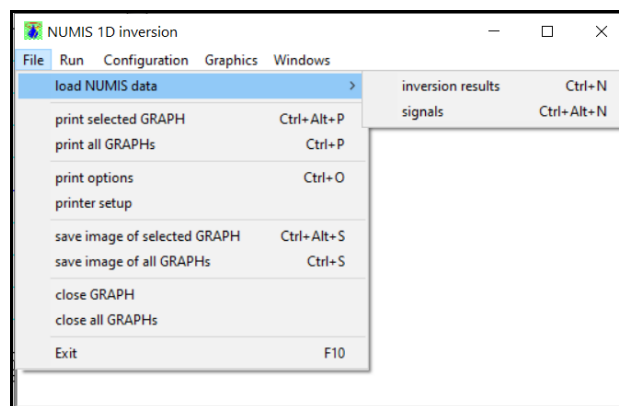 NUMIS 1D inversion
File Run Configuration Graphics Windows
load NUMIS data > inversion results Ctrl+N
signals Ctrl+Alt+N
print selected GRAPH Ctrl+Alt+P
print all GRAPHs Ctrl+P
print options Ctrl+O
printer setup
save image of selected GRAPH Ctrl+Alt+S
save image of all GRAPHs Ctrl+S
close GRAPH
close all GRAPHs
Exit F10